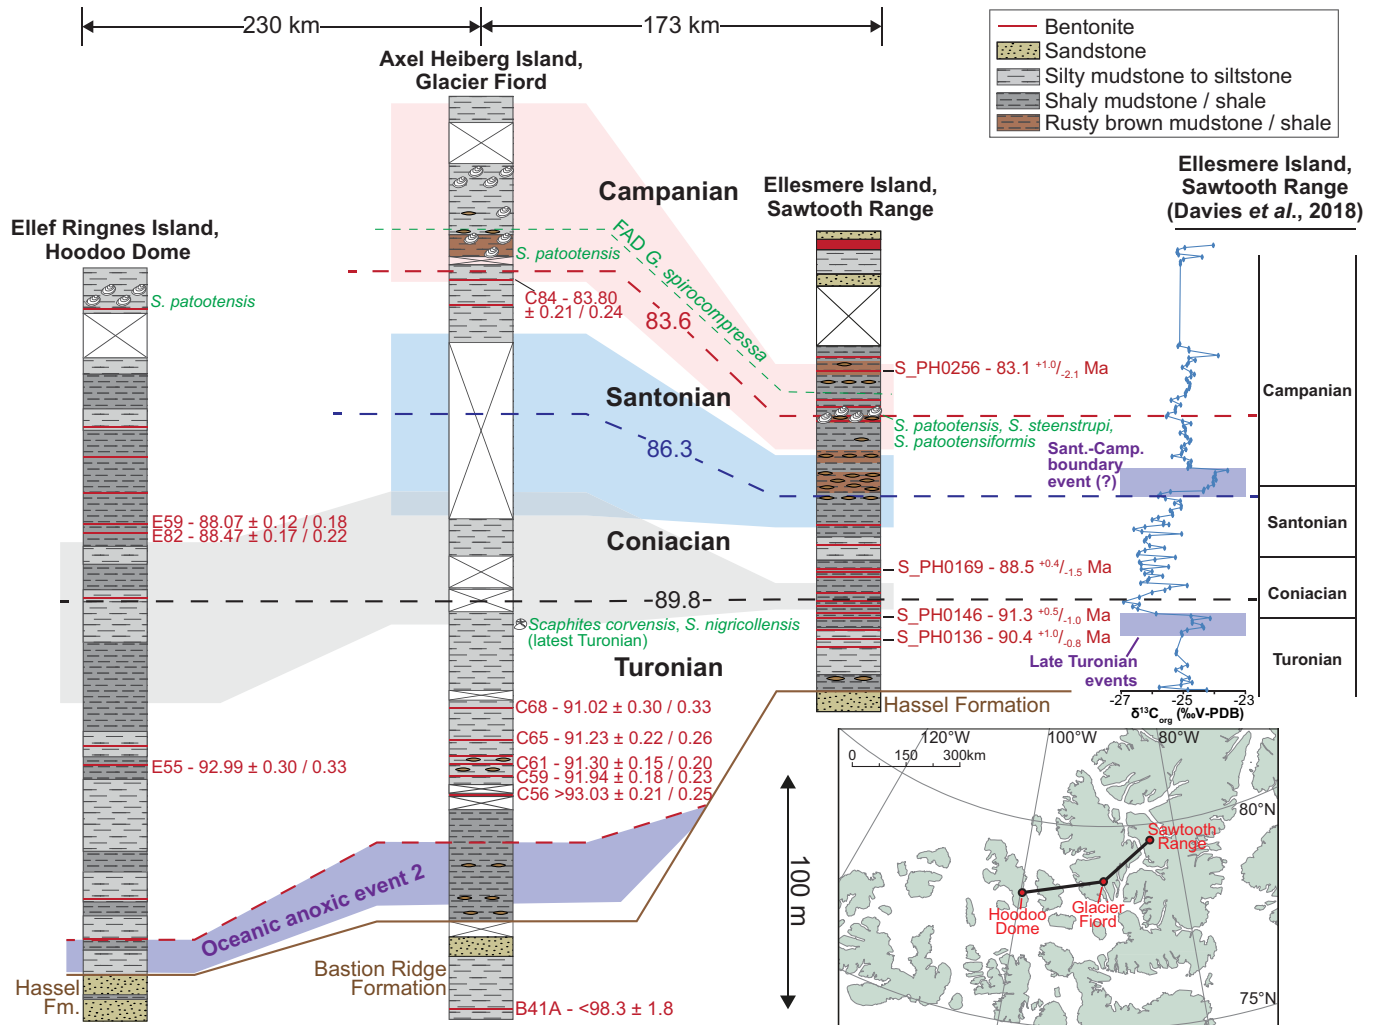 230 km
173 km
Bentonite
Sandstone
Silty mudstone to siltstone
Shaly mudstone / shale
Rusty brown mudstone / shale
Axel Heiberg Island,
Glacier Fiord
Ellef Ringnes Island,
Hoodoo Dome
Ellesmere Island,
Sawtooth Range
Ellesmere Island,
Sawtooth Range
(Davies et al., 2018)
Campanian
Santonian
Coniacian
Turonian
FAD G. spirocompressa
83.6
86.3
89.8
S. patootensis
E59 - 88.07 ± 0.12 / 0.18
E82 - 88.47 ± 0.17 / 0.22
E55 - 92.99 ± 0.30 / 0.33
Hassel
Fm.
S. patootensis
C84 - 83.80
± 0.21 / 0.24
Scaphites corvensis, S. nigricollensis
(latest Turonian)
C68 - 91.02 ± 0.30 / 0.33
C65 - 91.23 ± 0.22 / 0.26
C61 - 91.30 ± 0.15 / 0.20
C59 - 91.94 ± 0.18 / 0.23
C56 >93.03 ± 0.21 / 0.25
Oceanic anoxic event 2
Bastion Ridge
Formation
B41A - <98.3 ± 1.8
S_PH0256 - 83.1 +1.0/-2.1 Ma
S. patootensis, S. steenstrupi,
S. patootensiformis
Sant.-Camp.
boundary
event (?)
S_PH0169 - 88.5 +0.4/-1.5 Ma
S_PH0146 - 91.3 +0.5/-1.0 Ma
S_PH0136 - 90.4 +1.0/-0.8 Ma
Late Turonian
events
Hassel Formation
Campanian
Santonian
Coniacian
Turonian
-27 -25 -23
δ13Corg (‰V-PDB)
100 m
120°W 100°W 80°W
0 150 300km
80°N
75°N
Sawtooth
Range
Glacier
Fiord
Hoodoo
Dome